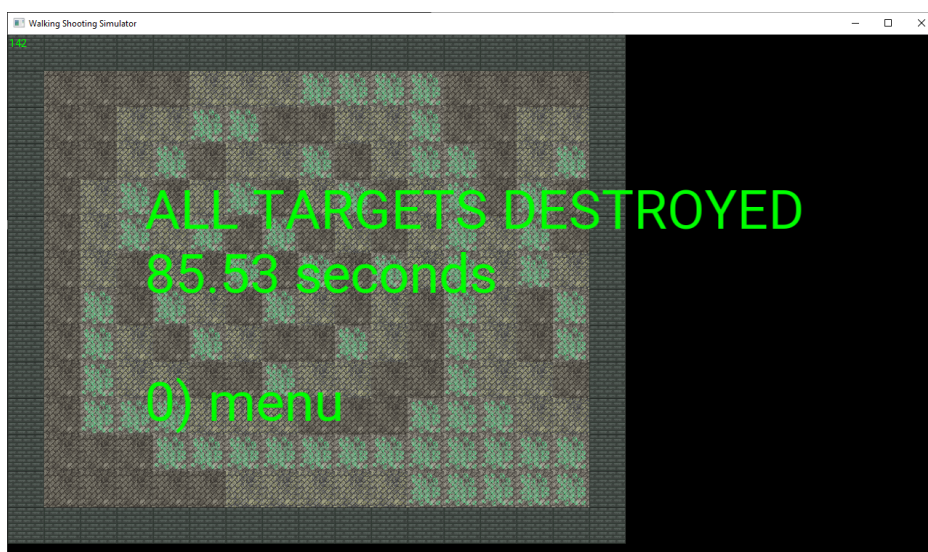 Walking Shooting Simulator
142
ALL TARGETS DESTROYED
85.53 seconds
0) menu